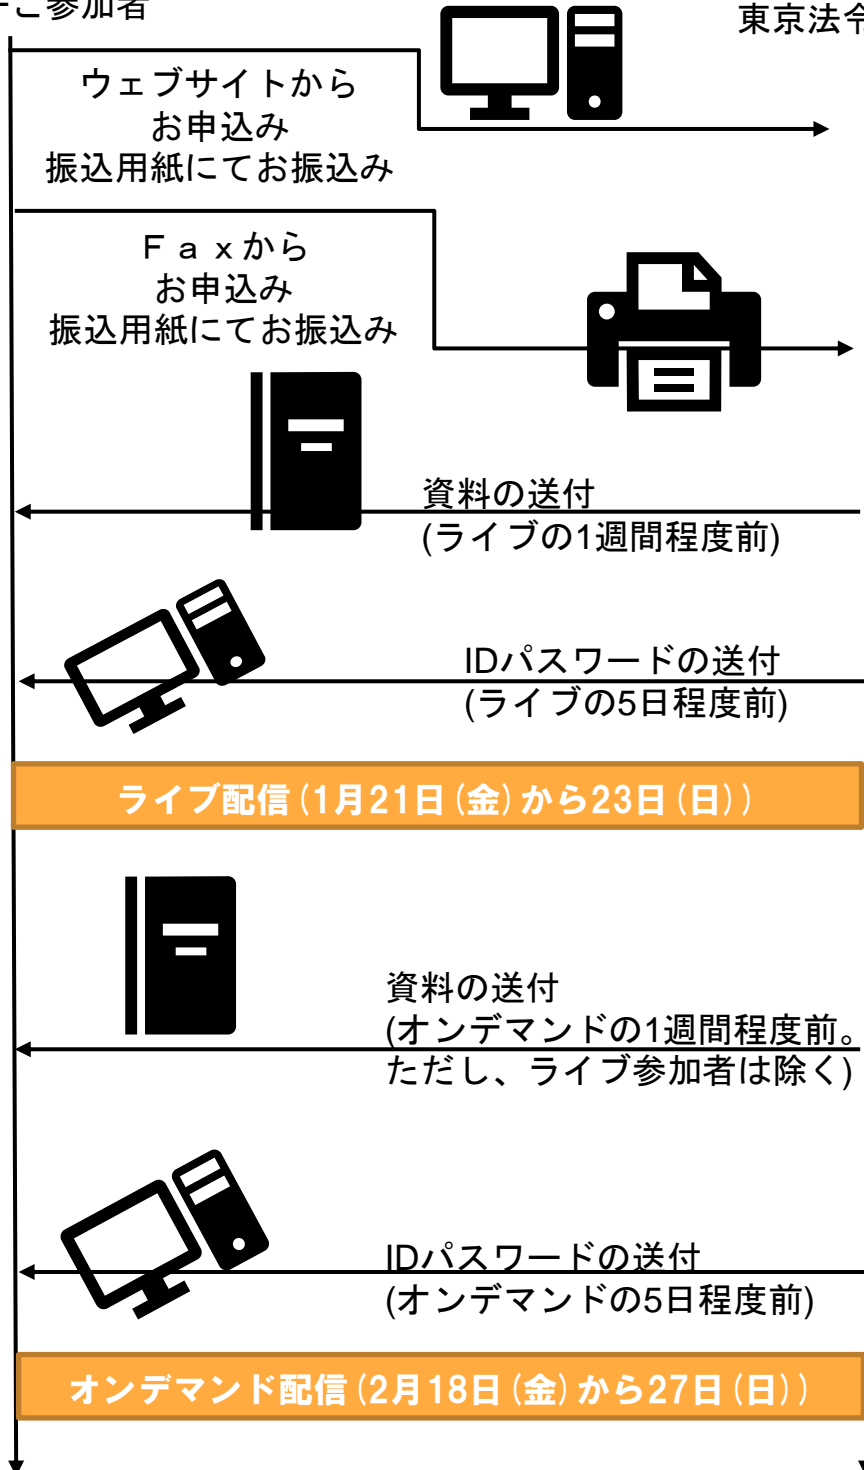 ご参加者
東京法令
ウェブサイトから
お申込み
振込用紙にてお振込み
Ｆａｘから
お申込み
振込用紙にてお振込み
資料の送付
(ライブの1週間程度前)
IDパスワードの送付
(ライブの5日程度前)
ライブ配信(1月21日(金)から23日(日))
資料の送付
(オンデマンドの1週間程度前。
ただし、ライブ参加者は除く)
IDパスワードの送付
(オンデマンドの5日程度前)
オンデマンド配信(2月18日(金)から27日(日))